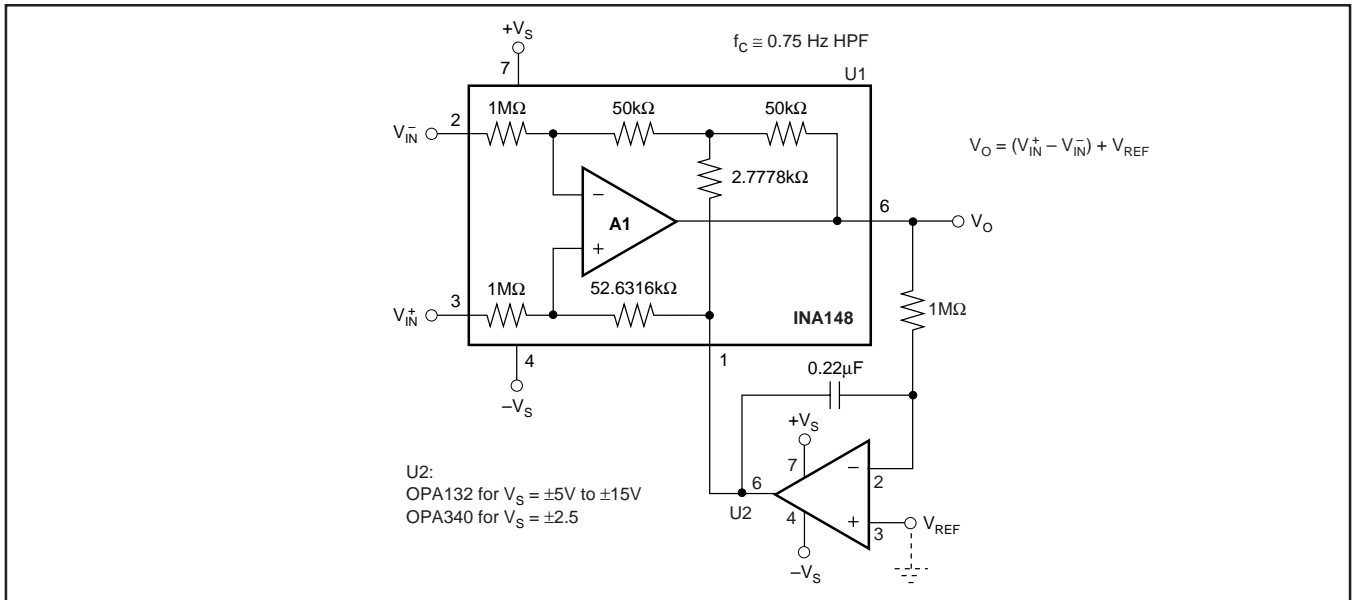 +V_S
7
f_C ≅ 0.75 Hz HPF
U1
1MΩ
50kΩ
50kΩ
V_IN^–
2
V_O = (V_IN^+ – V_IN^–) + V_REF
2.7778kΩ
–
A1
+
6
V_O
1MΩ
52.6316kΩ
V_IN^+
3
INA148
1MΩ
4
1
–V_S
0.22μF
+V_S
7
–
2
6
U2
4
+
3
V_REF
–V_S
U2:
OPA132 for V_S = ±5V to ±15V
OPA340 for V_S = ±2.5